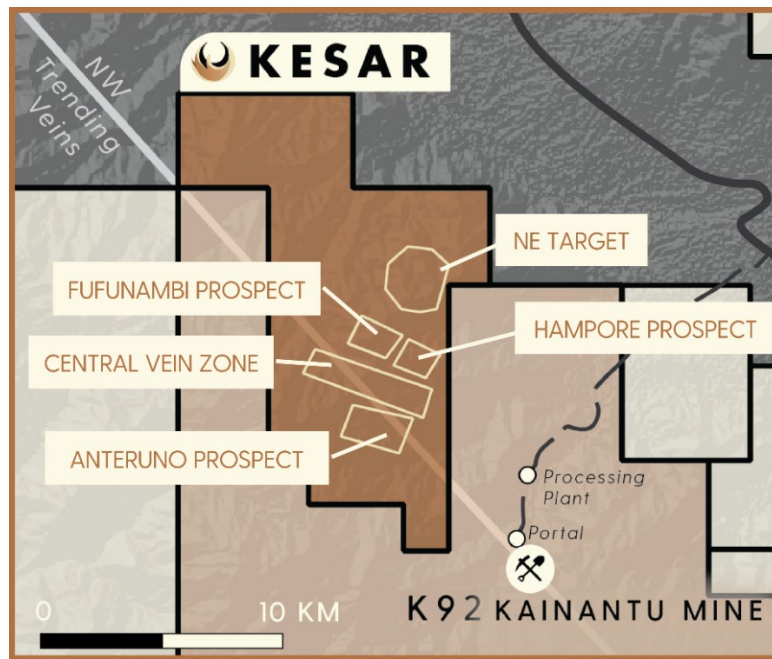 KESAR
NW
Trending
Veins
NE TARGET
FUFUNAMBI PROSPECT
HAMPORE PROSPECT
CENTRAL VEIN ZONE
ANTERUNO PROSPECT
Processing
Plant
Portal
0 10 KM
K92 KAINANTU MINE